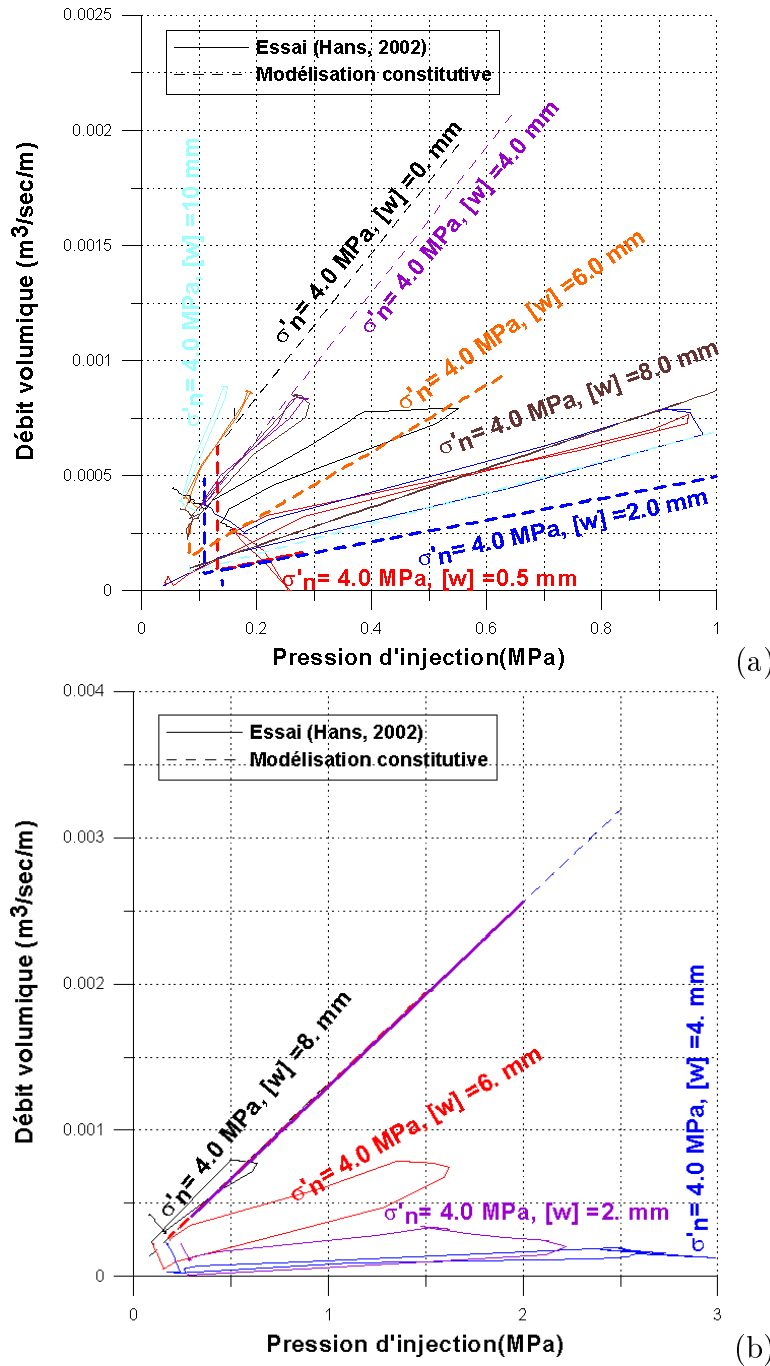 0.0025
Essai (Hans, 2002)
Modélisation constitutive
0.002
0.0015
0.001
0.0005
0
Débit volumique (m³/sec/m)
σ'n= 4.0 MPa, [w] =10 mm
σ'n= 4.0 MPa, [w] =0. mm
σ'n= 4.0 MPa, [w] =4.0 mm
σ'n= 4.0 MPa, [w] =6.0 mm
σ'n= 4.0 MPa, [w] =8.0 mm
σ'n= 4.0 MPa, [w] =2.0 mm
σ'n= 4.0 MPa, [w] =0.5 mm
0 0.2 0.4 0.6 0.8 1
Pression d'injection(MPa)
(a)
0.004
Essai (Hans, 2002)
Modélisation constitutive
0.003
0.002
0.001
0
Débit volumique (m³/sec/m)
σ'n= 4.0 MPa, [w] =8. mm
σ'n= 4.0 MPa, [w] =6. mm
σ'n= 4.0 MPa, [w] =2. mm
σ'n= 4.0 MPa, [w] =4. mm
0 1 2 3
Pression d'injection(MPa)
(b)